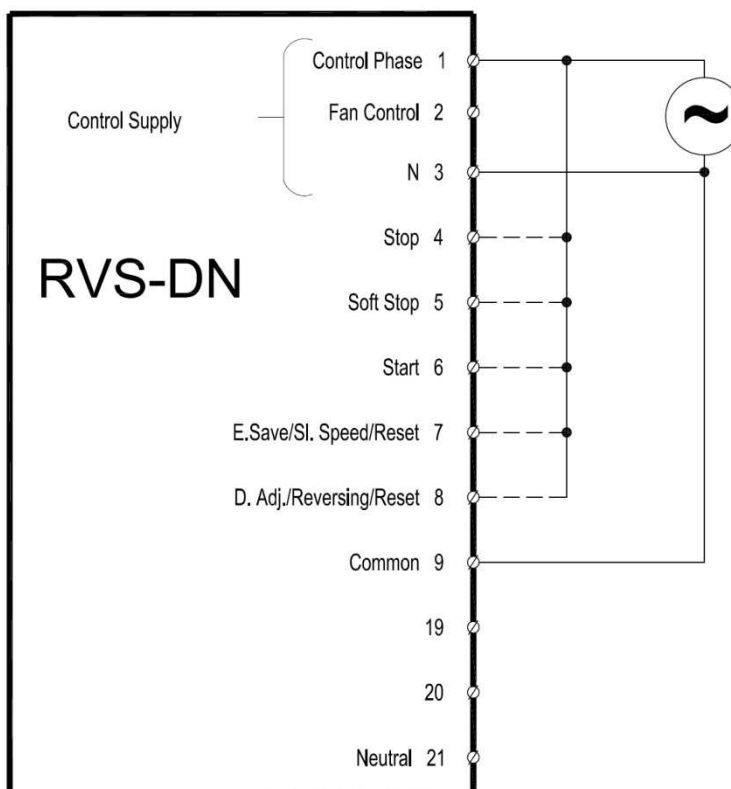 Control Phase 1
Fan Control 2
Control Supply
N 3
Stop 4
RVS-DN
Soft Stop 5
Start 6
E.Save/Sl. Speed/Reset 7
D. Adj./Reversing/Reset 8
Common 9
19
20
Neutral 21